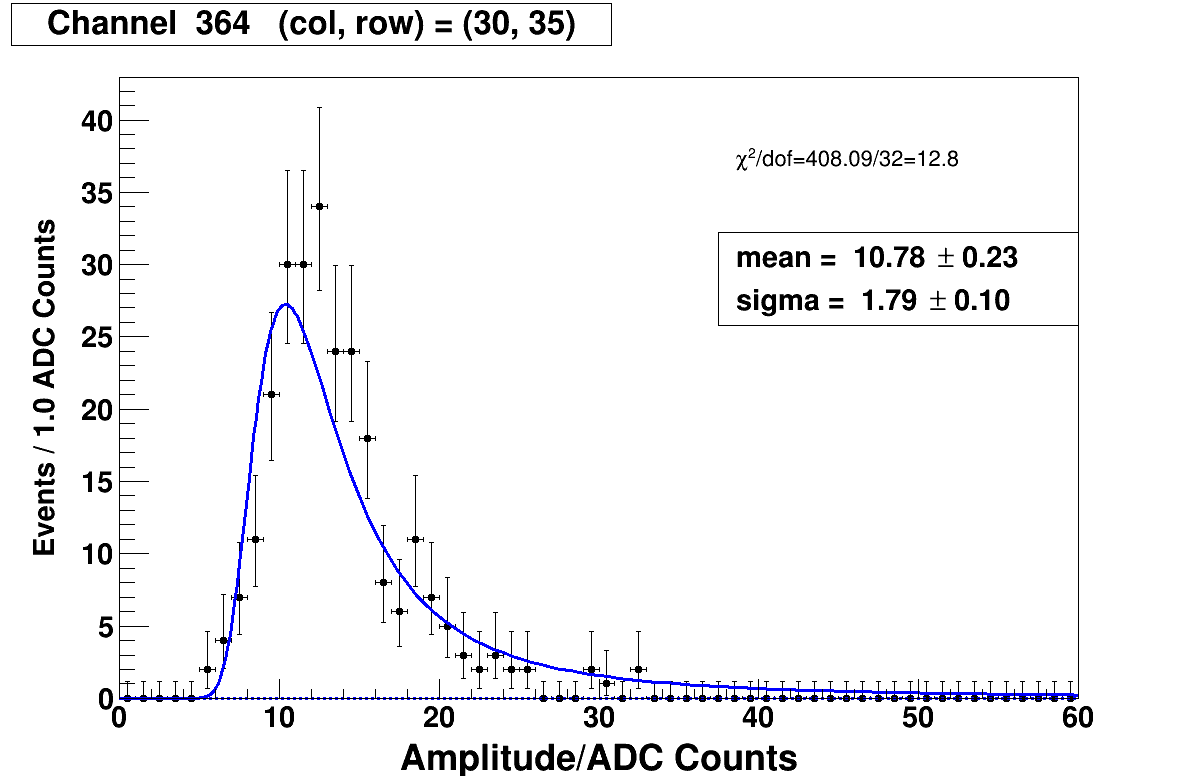 Channel 364 (col, row) = (30, 35)
χ²/dof=408.09/32=12.8
mean = 10.78 ± 0.23
sigma = 1.79 ± 0.10
Events / 1.0 ADC Counts
40
35
30
25
20
15
10
5
0
0 10 20 30 40 50 60
Amplitude/ADC Counts